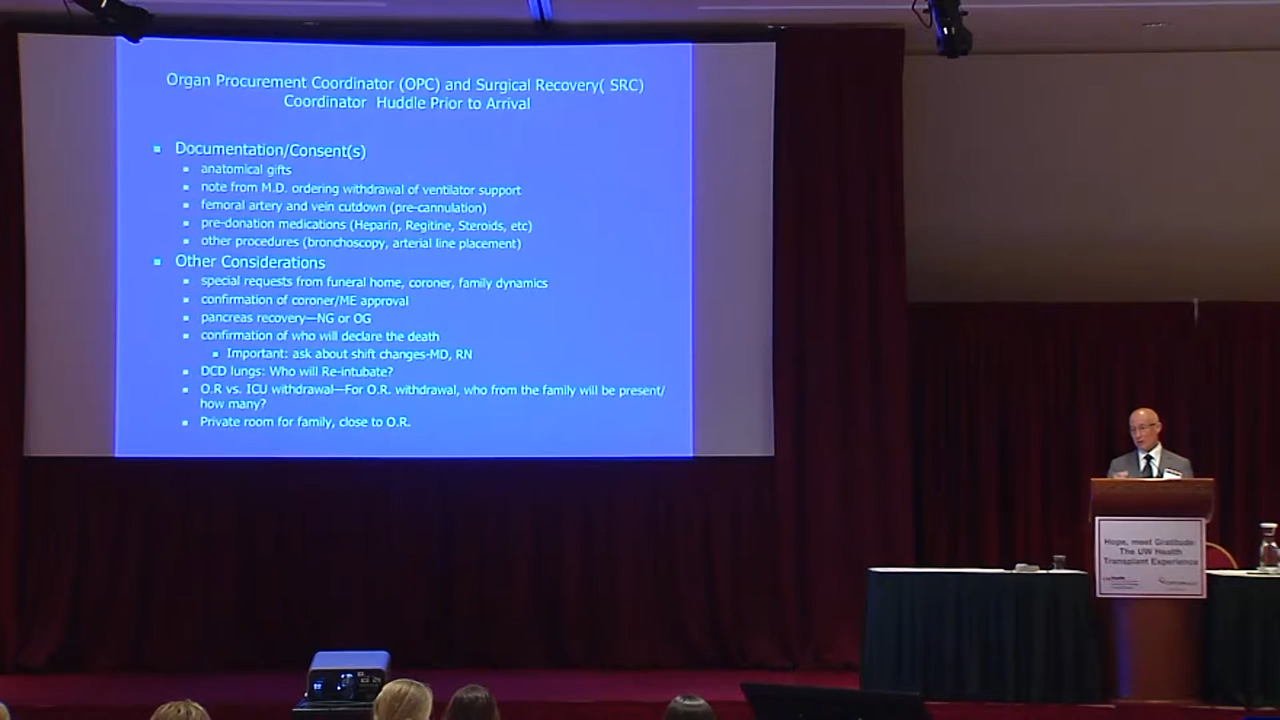 Organ Procurement Coordinator (OPC) and Surgical Recovery( SRC)
Coordinator Huddle Prior to Arrival
Documentation/Consent(s)
anatomical gifts
note from M.D. ordering withdrawal of ventilator support
femoral artery and vein cutdown (pre-cannulation)
pre-donation medications (Heparin, Regitine, Steroids, etc)
other procedures (bronchoscopy, arterial line placement)
Other Considerations
special requests from funeral home, coroner, family dynamics
confirmation of coroner/ME approval
pancreas recovery—NG or OG
confirmation of who will declare the death
Important: ask about shift changes-MD, RN
DCD lungs: Who will Re-intubate?
O.R vs. ICU withdrawal—For O.R. withdrawal, who from the family will be present/
how many?
Private room for family, close to O.R.
Hope, meet Gratitude
The UW Health
Transplant Experience